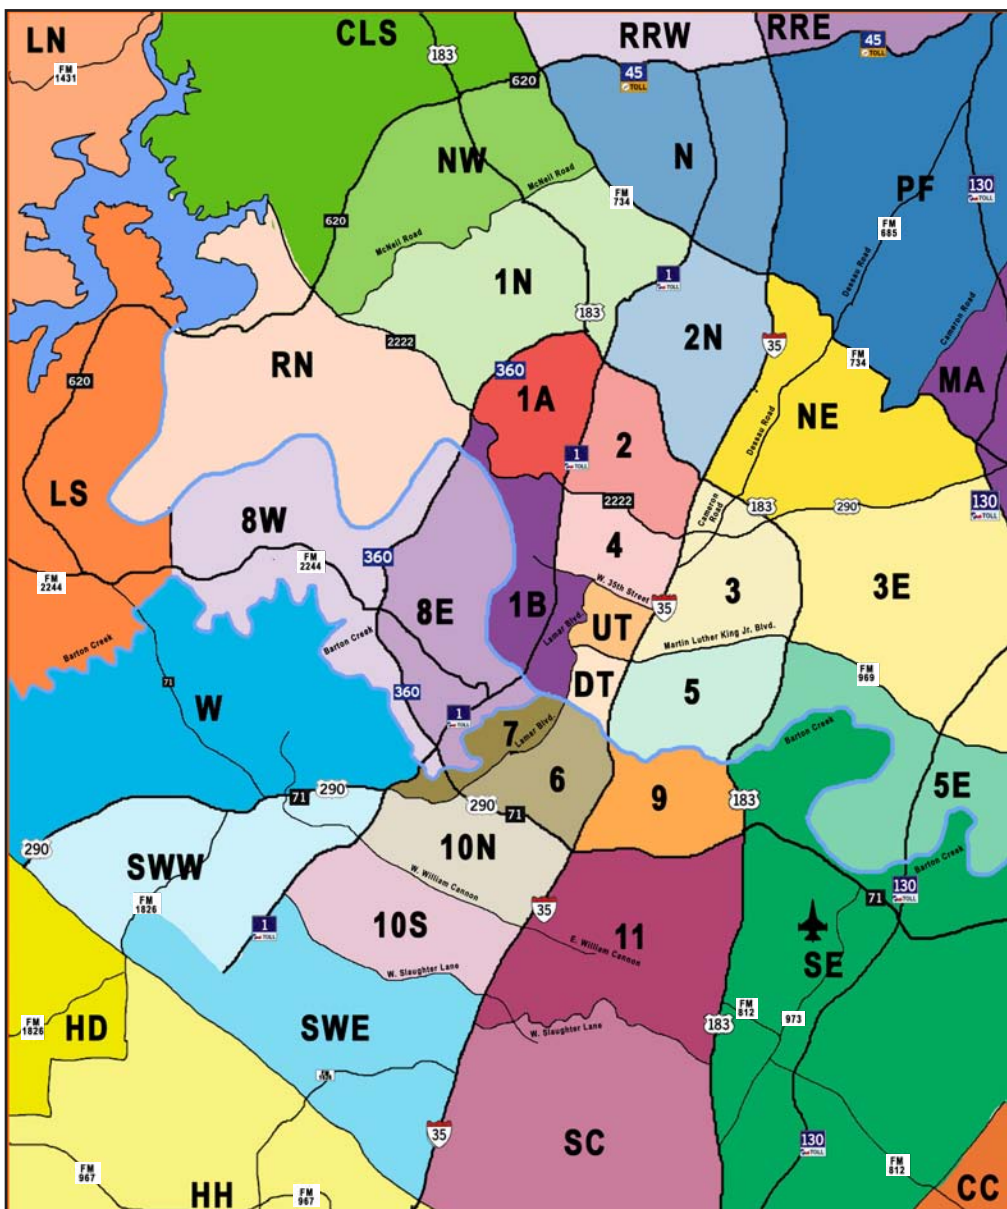 LN
CLS
RRW
RRE
FM
1431
183
45
TOLL
45
TOLL
620
NW
N
PF
McNeil Road
FM
734
130
TOLL
620
McNeil Road
FM
685
Dessau Road
1N
1
TOLL
183
2N
35
Cameron Road
2222
FM
734
RN
360
620
1A
MA
NE
Dessau Road
2
1
TOLL
LS
2222
183
290
130
TOLL
Cameron
Road
8W
360
FM
2244
4
FM
2244
W. 35th Street
3
3E
1B
35
8E
Lamar Blvd.
UT
Martin Luther King Jr. Blvd.
Barton Creek
Barton Creek
FM
969
71
360
DT
5
W
1
TOLL
7
Lamar Blvd.
Barton Creek
6
5E
9
290
71
290
183
71
290
10N
SWW
W. William Cannon
Barton Creek
130
TOLL
71
FM
1826
35
1
TOLL
10S
11
SE
E. William Cannon
W. Slaughter Lane
FM
812
973
FM
1826
HD
SWE
183
W. Slaughter Lane
35
SC
130
TOLL
FM
812
FM
967
HH
FM
967
CC